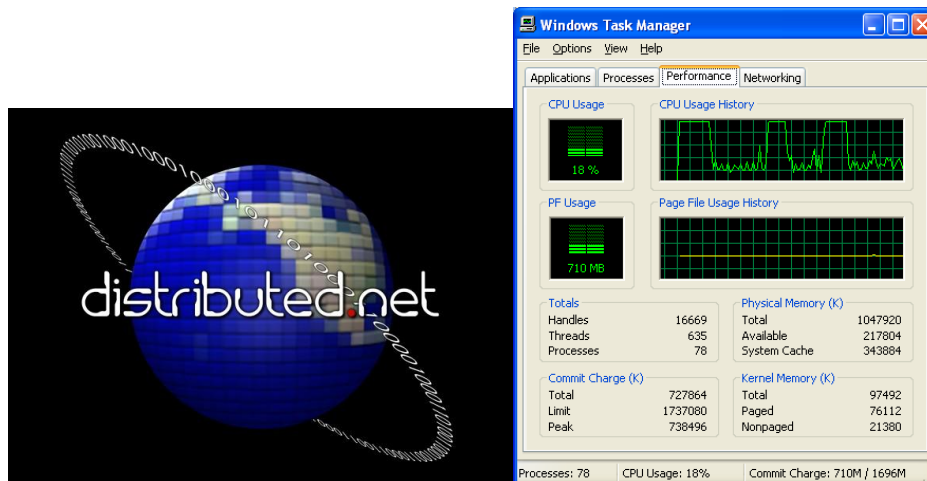 distributed.net
Windows Task Manager
File Options View Help
Applications Processes Performance Networking
CPU Usage
18 %
CPU Usage History
PF Usage
710 MB
Page File Usage History
Totals
Handles 16669
Threads 635
Processes 78
Physical Memory (K)
Total 1047920
Available 217804
System Cache 343884
Commit Charge (K)
Total 727864
Limit 1737080
Peak 738496
Kernel Memory (K)
Total 97492
Paged 76112
Nonpaged 21380
Processes: 78 CPU Usage: 18% Commit Charge: 710M / 1696M